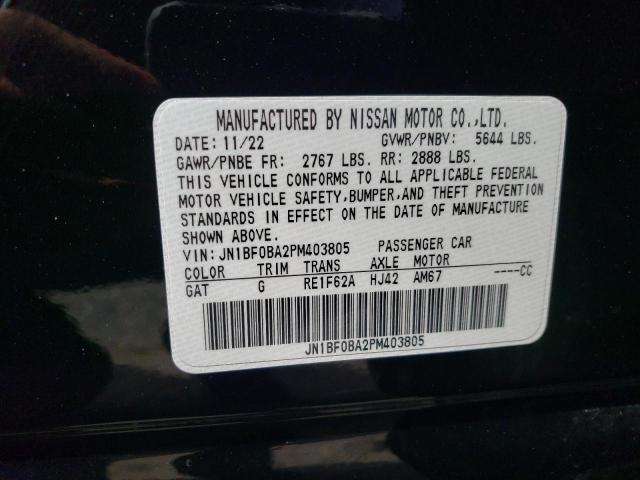 MANUFACTURED BY NISSAN MOTOR CO.,LTD.
DATE: 11/22 GVWR/PNBV: 5644 LBS.
GAWR/PNBE FR: 2767 LBS. RR: 2888 LBS.
THIS VEHICLE CONFORMS TO ALL APPLICABLE FEDERAL
MOTOR VEHICLE SAFETY,BUMPER,AND THEFT PREVENTION
STANDARDS IN EFFECT ON THE DATE OF MANUFACTURE
SHOWN ABOVE.
VIN: JN1BF0BA2PM403805 PASSENGER CAR
COLOR TRIM TRANS AXLE MOTOR
GAT G RE1F62A HJ42 AM67 ----CC
JN1BF0BA2PM403805